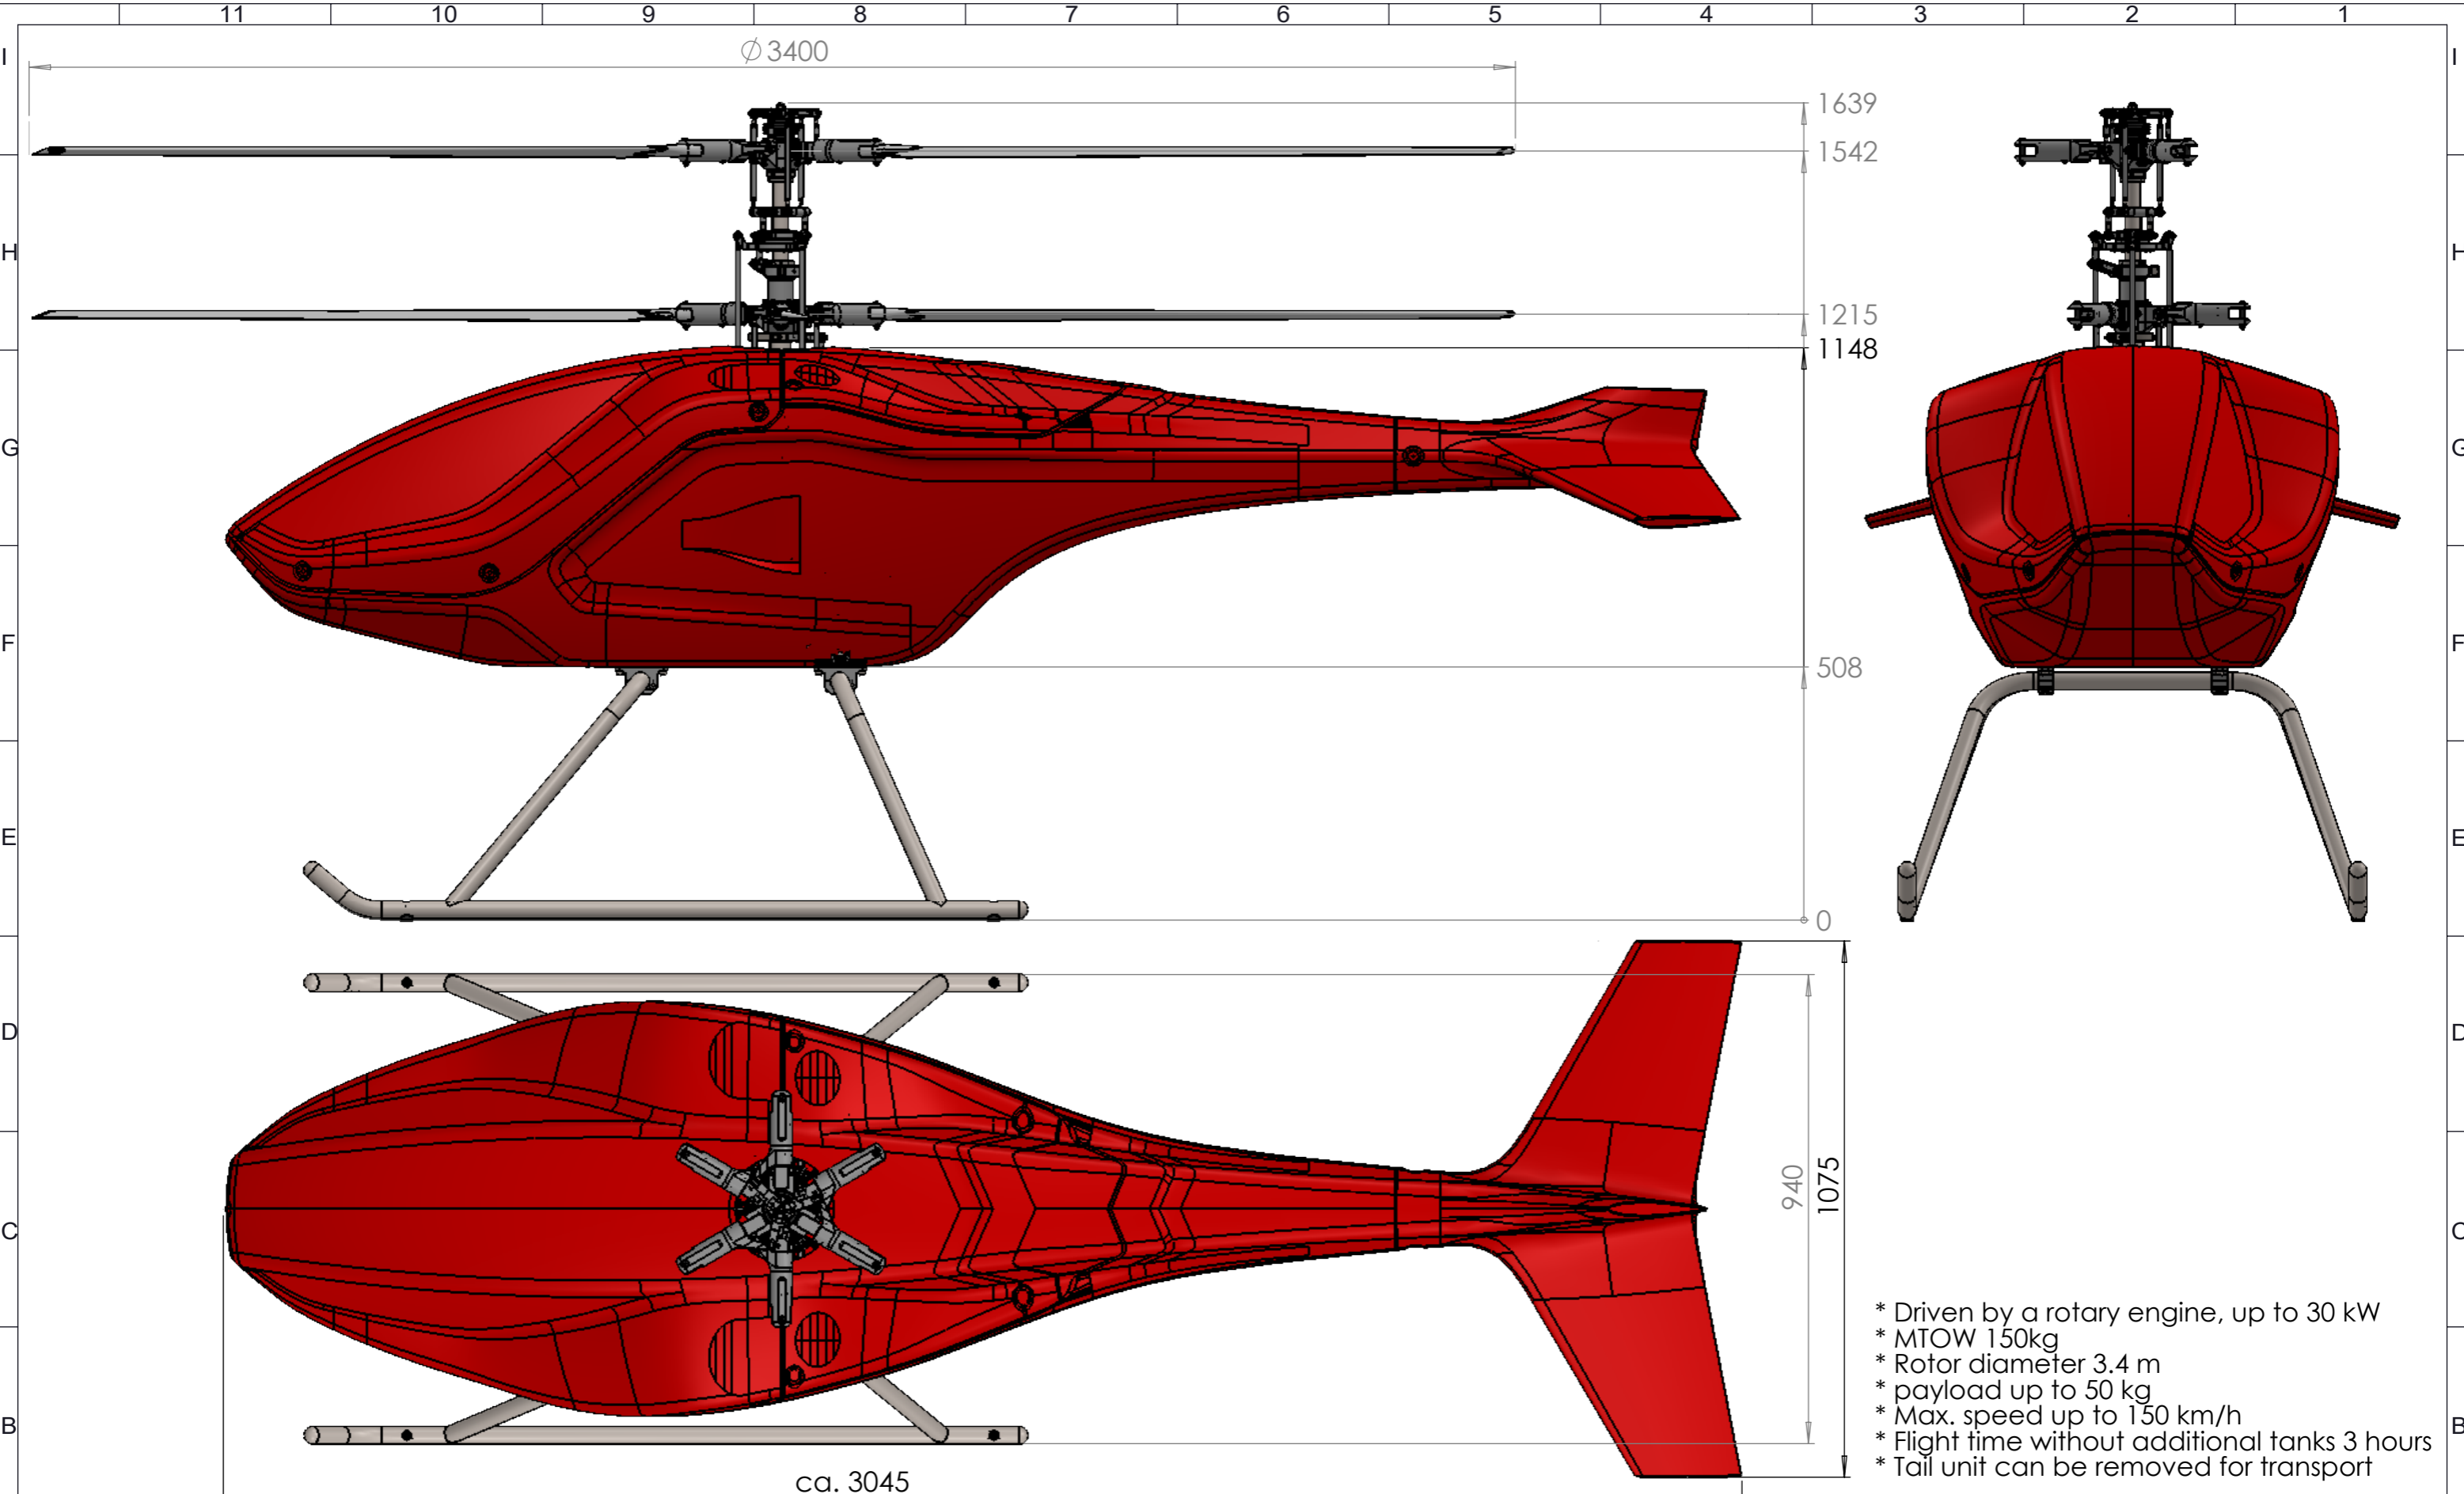 11 10 9 8 7 6 5 4 3 2 1
I I
∅ 3400
1639
1542
H H
1215
1148
G G
F F
508
E E
0
D D
940
1075
C C
* Driven by a rotary engine, up to 30 kW
* MTOW 150kg
* Rotor diameter 3.4 m
* payload up to 50 kg
* Max. speed up to 150 km/h
B B
* Flight time without additional tanks 3 hours
* Tail unit can be removed for transport
ca. 3045